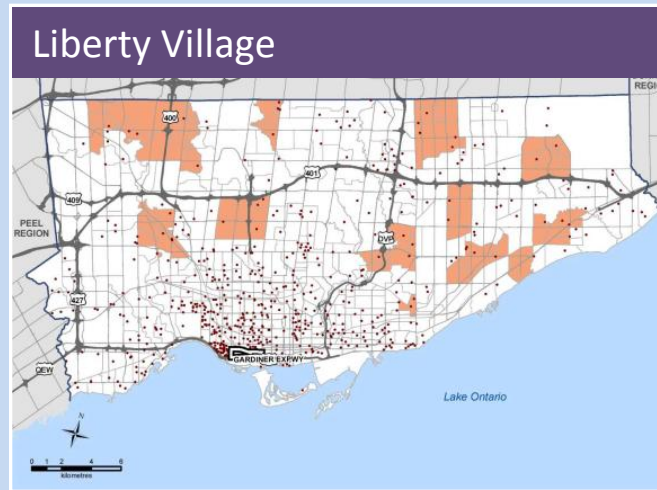 Liberty Village
REGI
400
401
409
PEEL
REGION
DVP
427
GARDINER EXPWY
QEW
Lake Ontario
N
0 1 2 4 6
kilometres